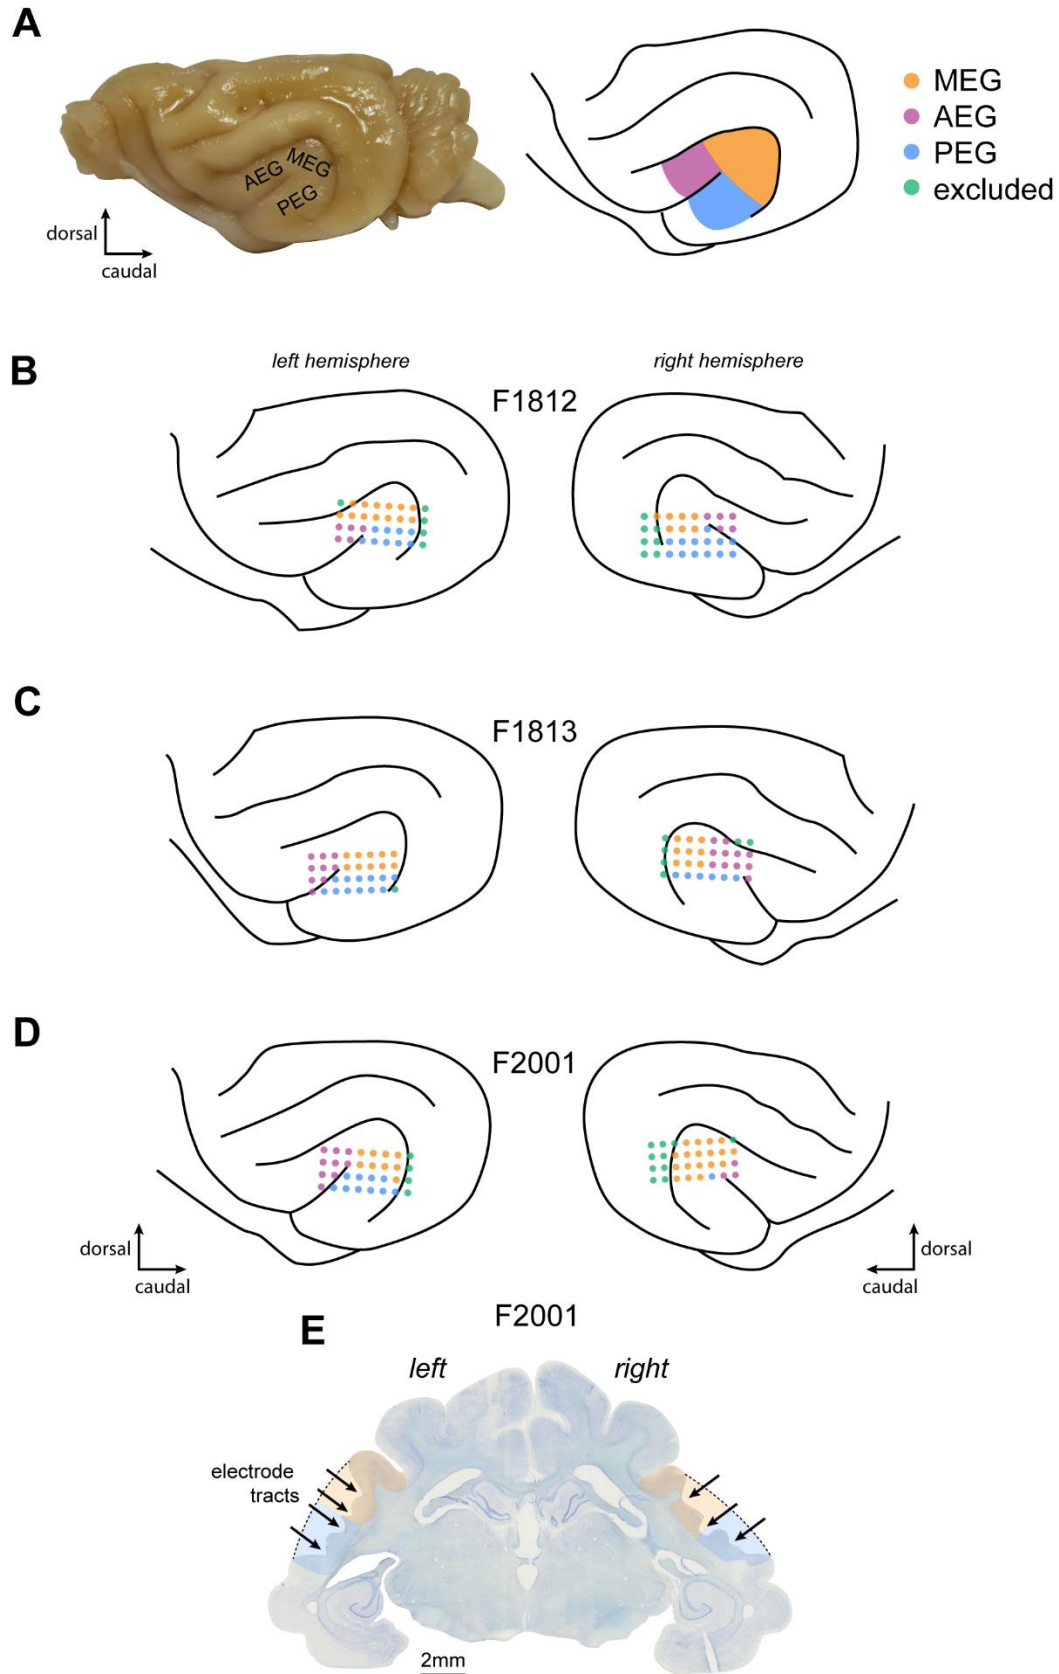 A
AEG
MEG
PEG
dorsal
caudal
MEG
AEG
PEG
excluded
B
left hemisphere
right hemisphere
F1812
C
F1813
D
F2001
dorsal
caudal
dorsal
caudal
F2001
E
left
right
electrode
tracts
2mm